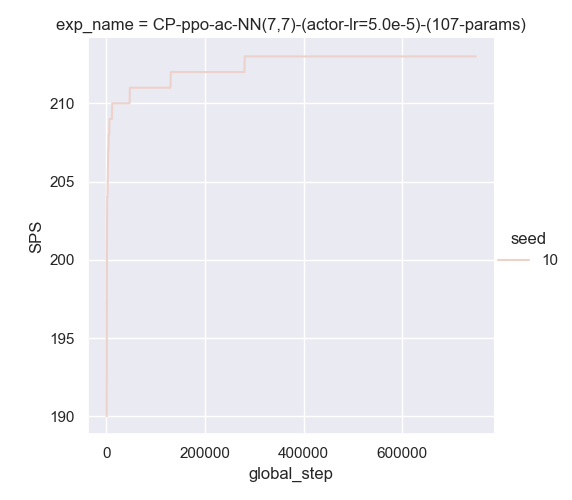 exp_name = CP-ppo-ac-NN(7,7)-(actor-lr=5.0e-5)-(107-params)
210
205
200
195
190
SPS
seed
10
0 200000 400000 600000
global_step